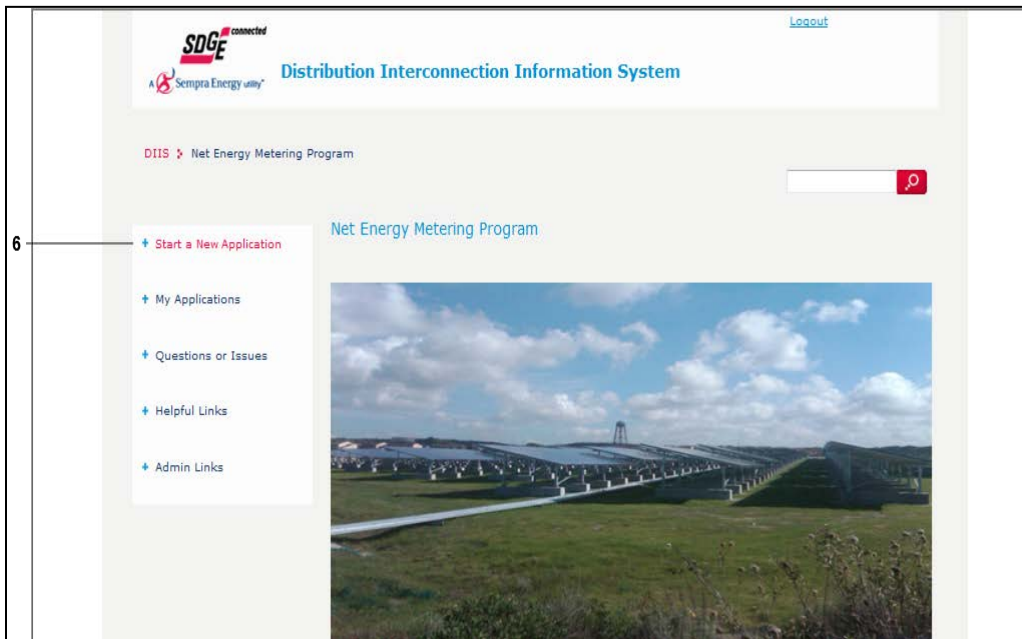 connected
SDGE
A Sempra Energy utility™
Logout
Distribution Interconnection Information System
DIIS > Net Energy Metering Program
6
+ Start a New Application
+ My Applications
+ Questions or Issues
+ Helpful Links
+ Admin Links
Net Energy Metering Program